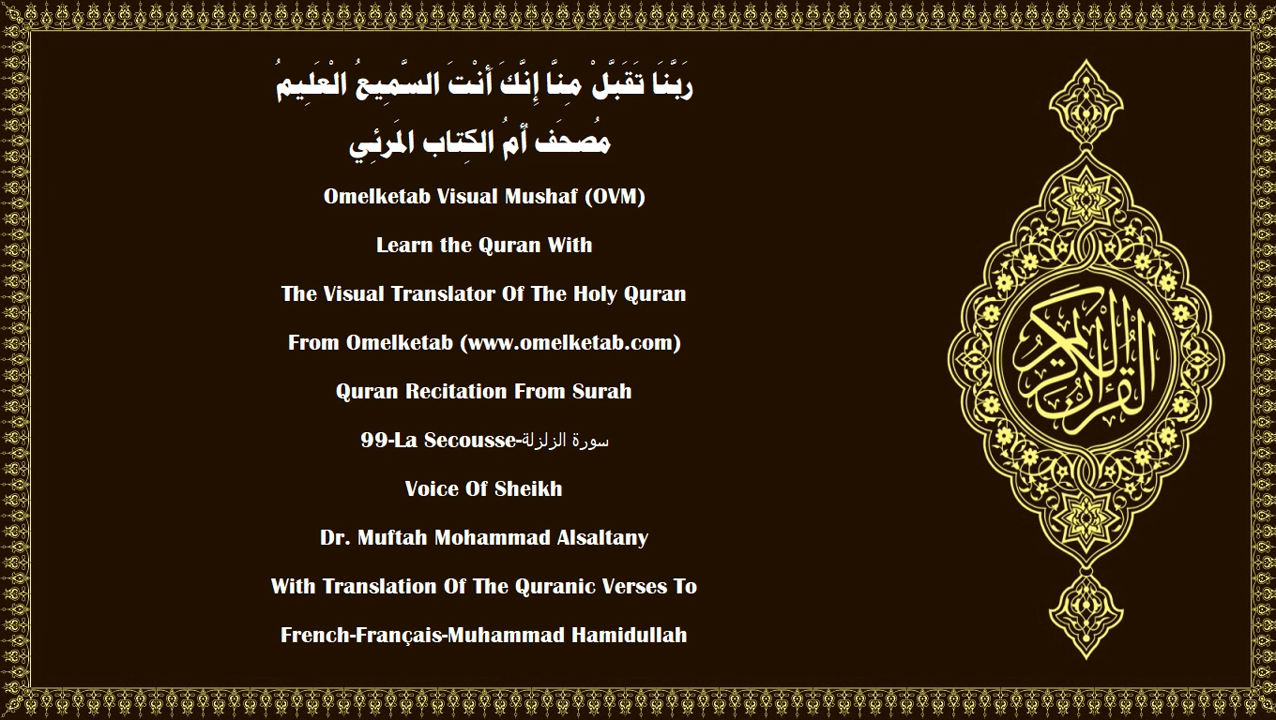 رَبَّنَا تَقَبَّلْ مِنَّا إِنَّكَ أَنْتَ السَّمِيعُ الْعَلِيمُ
مُصحَف أمُ الكِتاب المَرئِي
Omelketab Visual Mushaf (OVM)
Learn the Quran With
The Visual Translator Of The Holy Quran
From Omelketab (www.omelketab.com)
Quran Recitation From Surah
99-La Secousse-سورة الزلزلة
Voice Of Sheikh
Dr. Muftah Mohammad Alsaltany
With Translation Of The Quranic Verses To
French-Français-Muhammad Hamidullah
القرآن الكريم